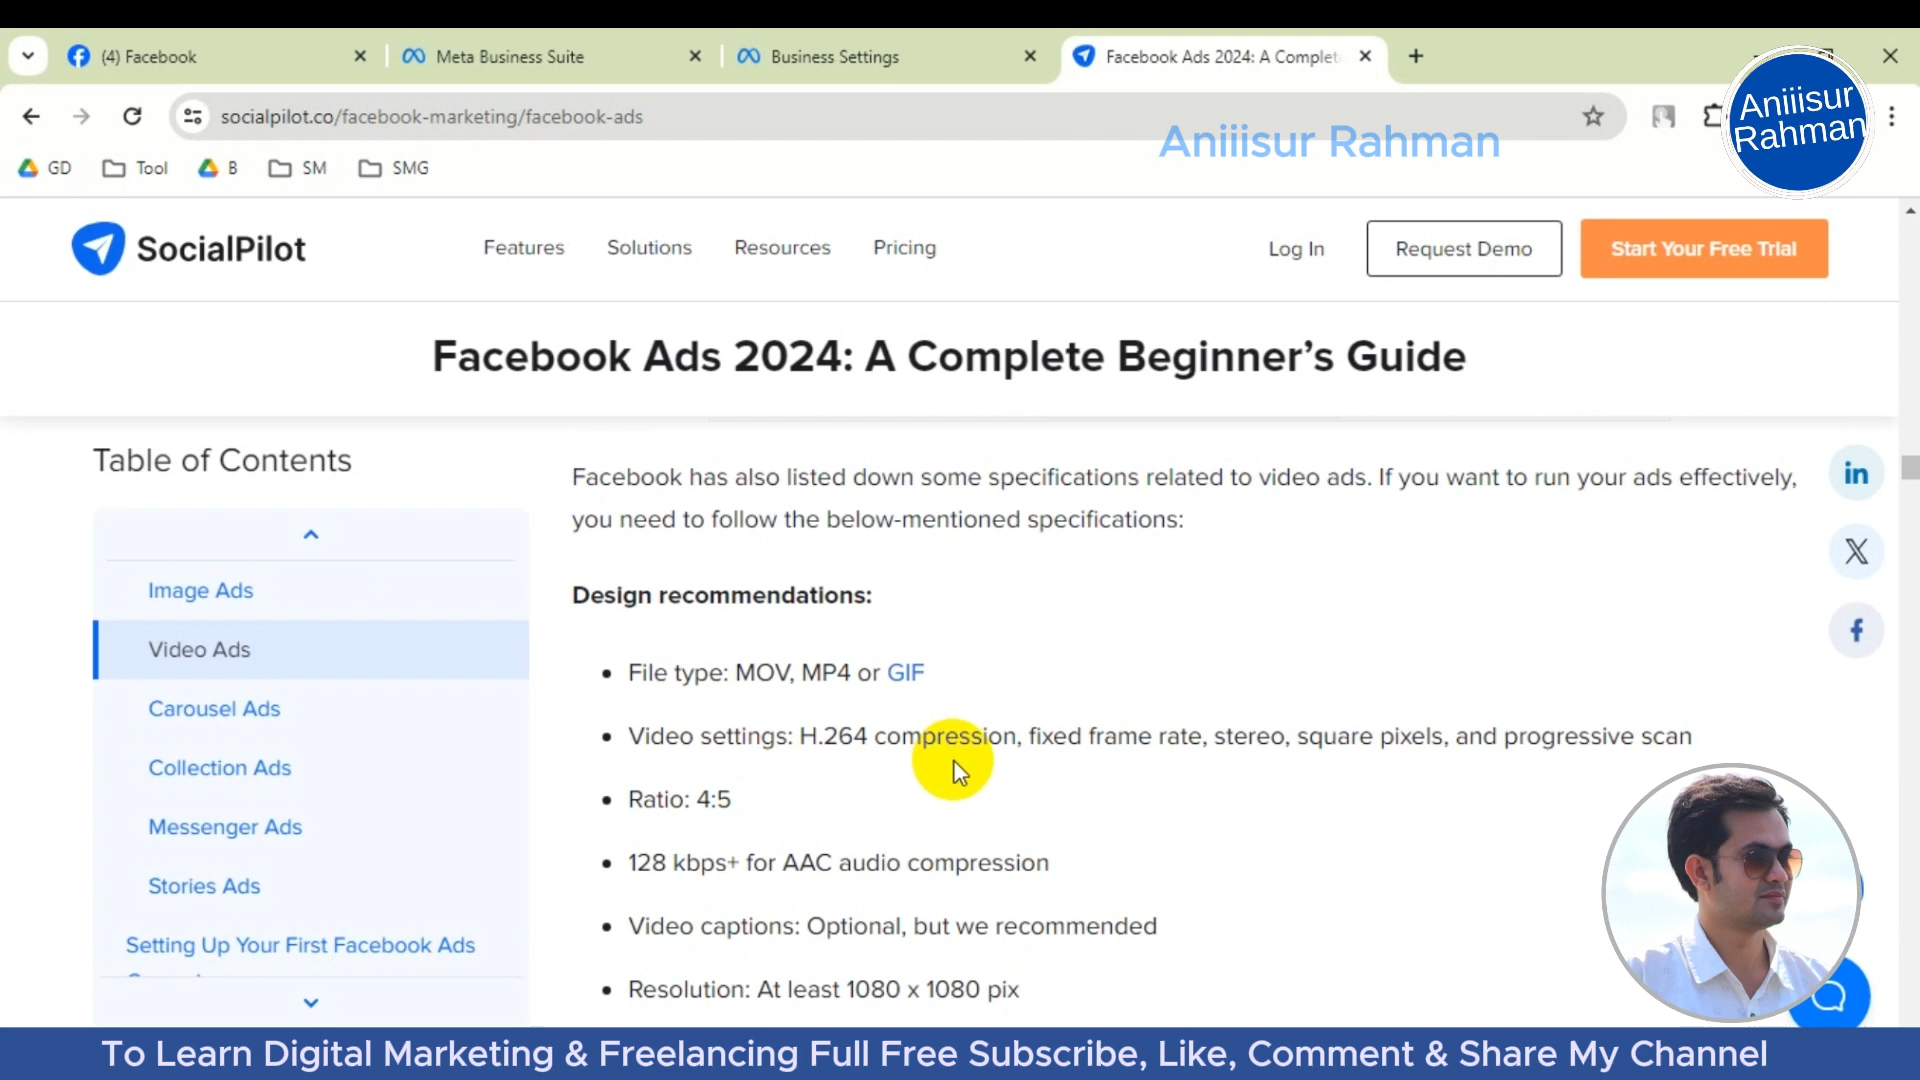 (4) Facebook
Meta Business Suite
Business Settings
Facebook Ads 2024: A Complet
socialpilot.co/facebook-marketing/facebook-ads
Aniiisur Rahman
Aniiisur
Rahman
GD
Tool
B
SM
SMG
SocialPilot
Features
Solutions
Resources
Pricing
Log In
Request Demo
Start Your Free Trial
Facebook Ads 2024: A Complete Beginner’s Guide
Table of Contents
Image Ads
Video Ads
Carousel Ads
Collection Ads
Messenger Ads
Stories Ads
Setting Up Your First Facebook Ads
Facebook has also listed down some specifications related to video ads. If you want to run your ads effectively,
you need to follow the below-mentioned specifications:
Design recommendations:
• File type: MOV, MP4 or GIF
• Video settings: H.264 compression, fixed frame rate, stereo, square pixels, and progressive scan
• Ratio: 4:5
• 128 kbps+ for AAC audio compression
• Video captions: Optional, but we recommended
• Resolution: At least 1080 x 1080 pix
in
X
f
To Learn Digital Marketing & Freelancing Full Free Subscribe, Like, Comment & Share My Channel